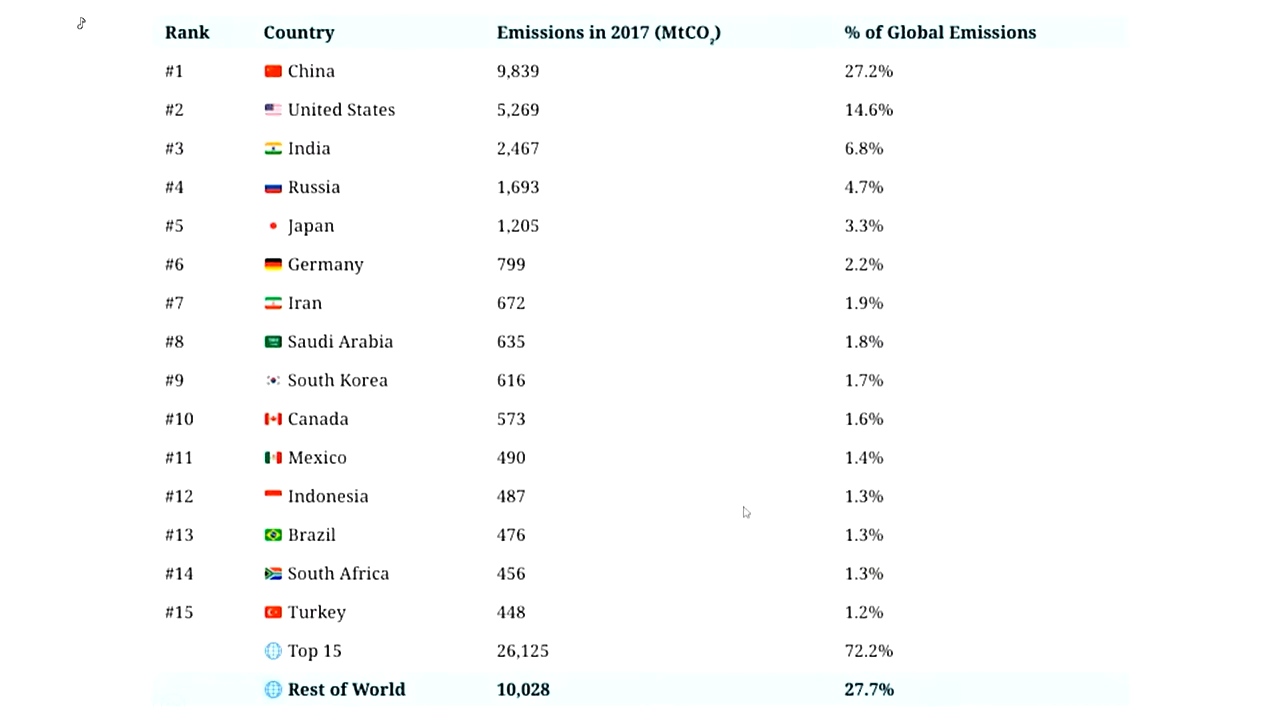 Rank Country Emissions in 2017 (MtCO₂) % of Global Emissions
#1 China 9,839 27.2%
#2 United States 5,269 14.6%
#3 India 2,467 6.8%
#4 Russia 1,693 4.7%
#5 Japan 1,205 3.3%
#6 Germany 799 2.2%
#7 Iran 672 1.9%
#8 Saudi Arabia 635 1.8%
#9 South Korea 616 1.7%
#10 Canada 573 1.6%
#11 Mexico 490 1.4%
#12 Indonesia 487 1.3%
#13 Brazil 476 1.3%
#14 South Africa 456 1.3%
#15 Turkey 448 1.2%
Top 15 26,125 72.2%
Rest of World 10,028 27.7%